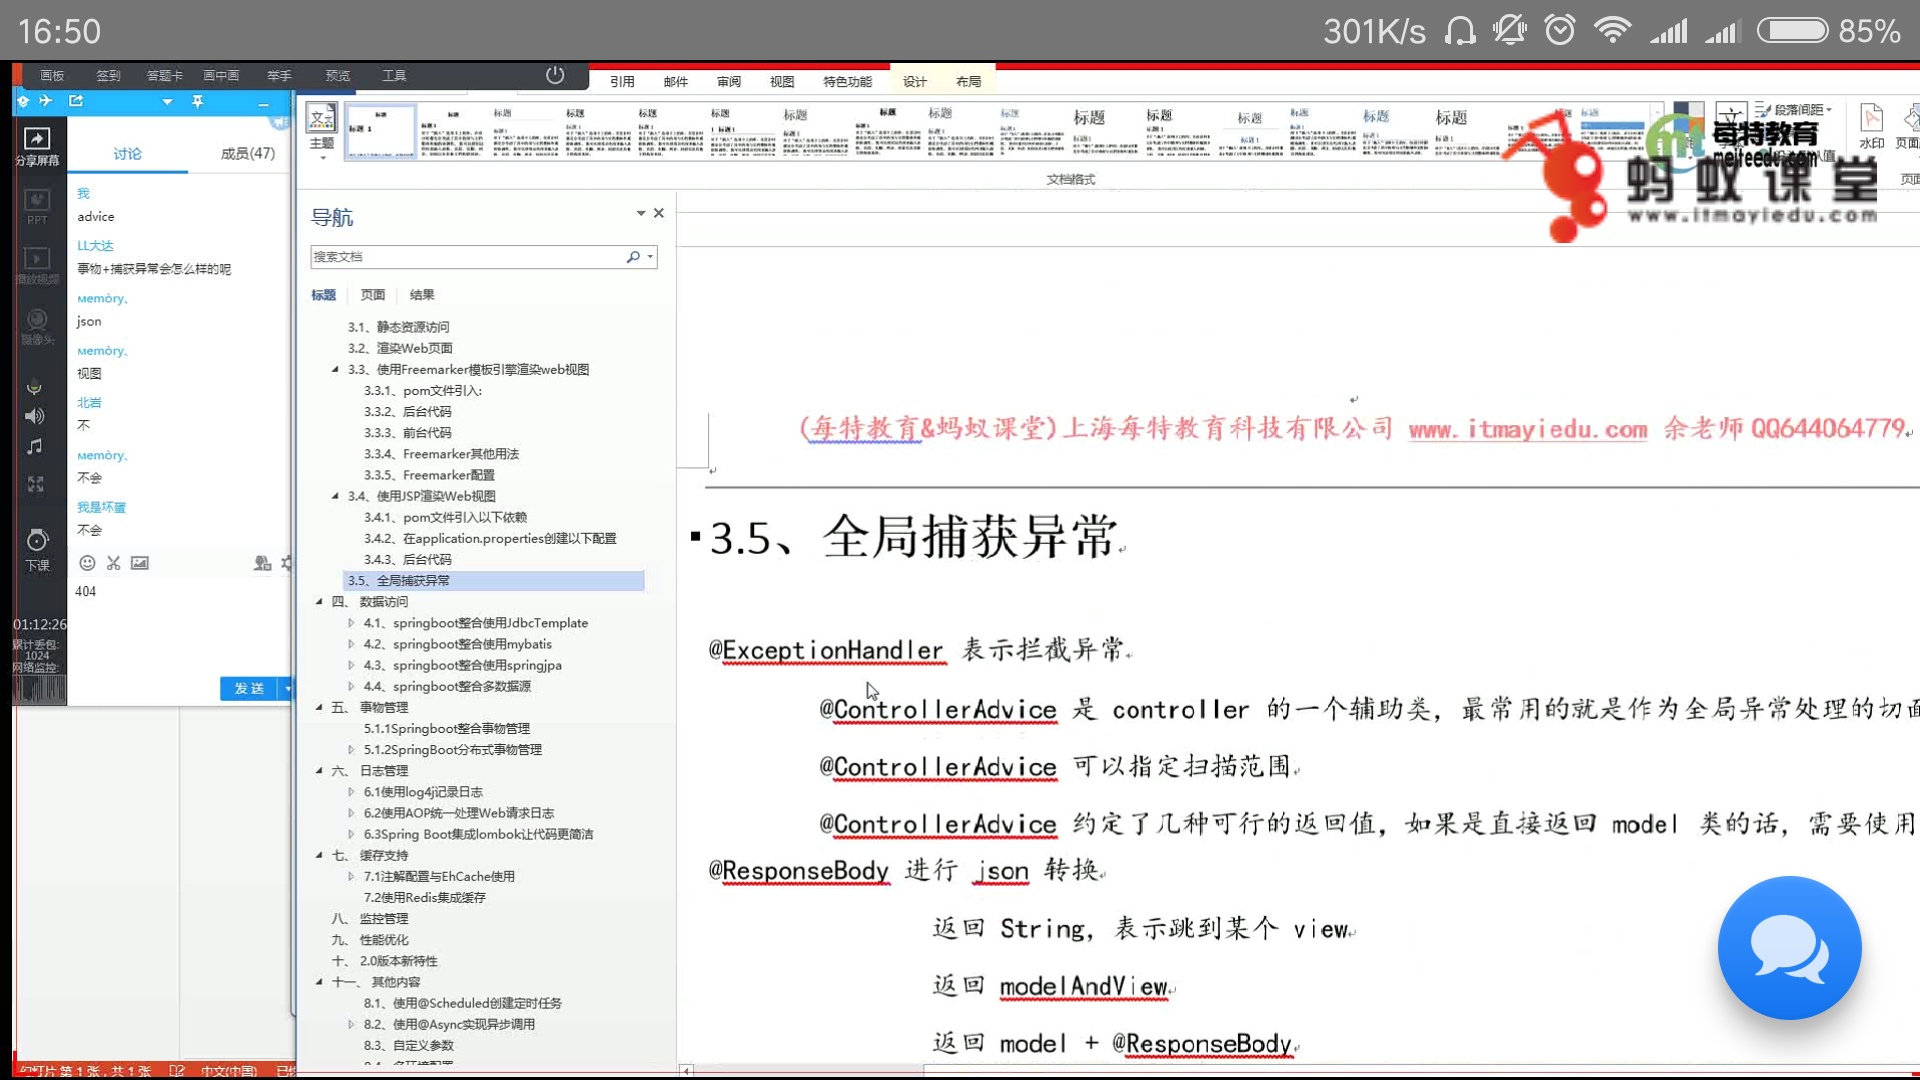 16:50
301K/s
85%
画板 签到 答题卡 画中画 举手 预览 工具
引用 邮件 审阅 视图 特色功能 设计 布局
主题
文档格式
段落间距
水印
每特教育
meiteedu.com
蚂蚁课堂
www.itmayiedu.com
分享屏幕
PPT
播放视频
摄像头
下课
01:12:26
累计丢包:
1024
网络监控:
讨论 成员(47)
我
advice
LL大达
事物+捕获异常会怎么样的呢
мemòry、
json
мemòry、
视图
北岩
不
мemòry、
不会
我是坏蛋
不会
404
发送
导航
搜索文档
标题 页面 结果
3.1、静态资源访问
3.2、渲染Web页面
3.3、使用Freemarker模板引擎渲染web视图
3.3.1、pom文件引入:
3.3.2、后台代码
3.3.3、前台代码
3.3.4、Freemarker其他用法
3.3.5、Freemarker配置
3.4、使用JSP渲染Web视图
3.4.1、pom文件引入以下依赖
3.4.2、在application.properties创建以下配置
3.4.3、后台代码
3.5、全局捕获异常
四、 数据访问
4.1、springboot整合使用JdbcTemplate
4.2、springboot整合使用mybatis
4.3、springboot整合使用springjpa
4.4、springboot整合多数据源
五、 事物管理
5.1.1Springboot整合事物管理
5.1.2SpringBoot分布式事物管理
六、 日志管理
6.1使用log4j记录日志
6.2使用AOP统一处理Web请求日志
6.3Spring Boot集成lombok让代码更简洁
七、 缓存支持
7.1注解配置与EhCache使用
7.2使用Redis集成缓存
八、 监控管理
九、 性能优化
十、 2.0版本新特性
十一、 其他内容
8.1、使用@Scheduled创建定时任务
8.2、使用@Async实现异步调用
8.3、自定义参数
(每特教育&蚂蚁课堂)上海每特教育科技有限公司 www.itmayiedu.com 余老师 QQ644064779
3.5、全局捕获异常
@ExceptionHandler 表示拦截异常
@ControllerAdvice 是 controller 的一个辅助类，最常用的就是作为全局异常处理的切面
@ControllerAdvice 可以指定扫描范围
@ControllerAdvice 约定了几种可行的返回值，如果是直接返回 model 类的话，需要使用
@ResponseBody 进行 json 转换
返回 String，表示跳到某个 view
返回 modelAndView
返回 model + @ResponseBody
幻灯片 第 1 张，共 1 张 中文(中国)